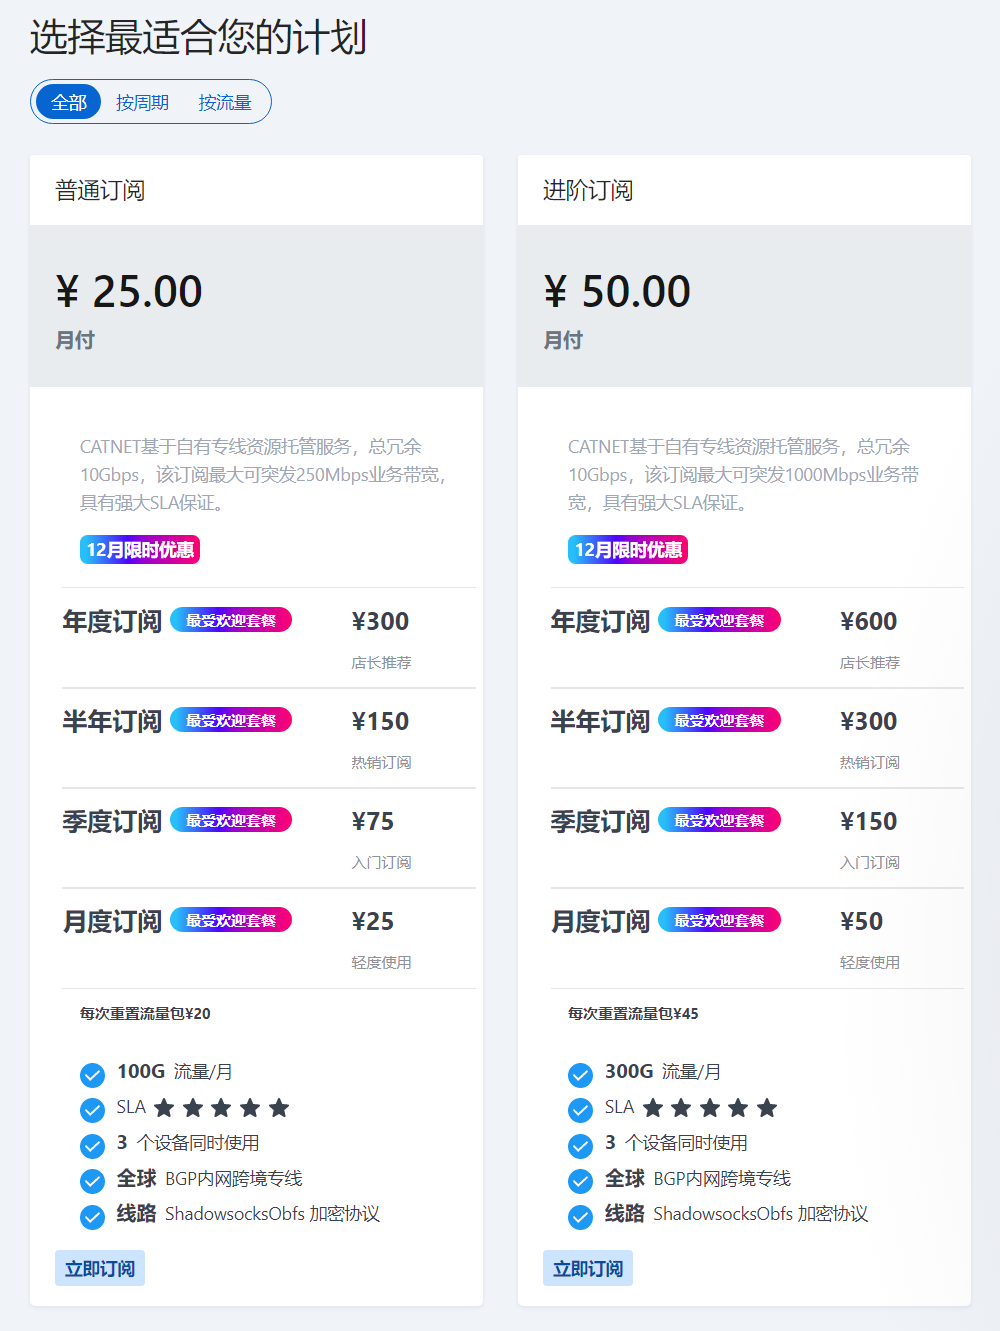 选择最适合您的计划
全部 按周期 按流量
普通订阅
¥ 25.00
月付
CATNET基于自有专线资源托管服务，总冗余
10Gbps，该订阅最大可突发250Mbps业务带宽，
具有强大SLA保证。
12月限时优惠
年度订阅 最受欢迎套餐 ¥300
店长推荐
半年订阅 最受欢迎套餐 ¥150
热销订阅
季度订阅 最受欢迎套餐 ¥75
入门订阅
月度订阅 最受欢迎套餐 ¥25
轻度使用
每次重置流量包¥20
100G 流量/月
SLA ★ ★ ★ ★ ★
3 个设备同时使用
全球 BGP内网跨境专线
线路 ShadowsocksObfs 加密协议
立即订阅
进阶订阅
¥ 50.00
月付
CATNET基于自有专线资源托管服务，总冗余
10Gbps，该订阅最大可突发1000Mbps业务带
宽，具有强大SLA保证。
12月限时优惠
年度订阅 最受欢迎套餐 ¥600
店长推荐
半年订阅 最受欢迎套餐 ¥300
热销订阅
季度订阅 最受欢迎套餐 ¥150
入门订阅
月度订阅 最受欢迎套餐 ¥50
轻度使用
每次重置流量包¥45
300G 流量/月
SLA ★ ★ ★ ★ ★
3 个设备同时使用
全球 BGP内网跨境专线
线路 ShadowsocksObfs 加密协议
立即订阅